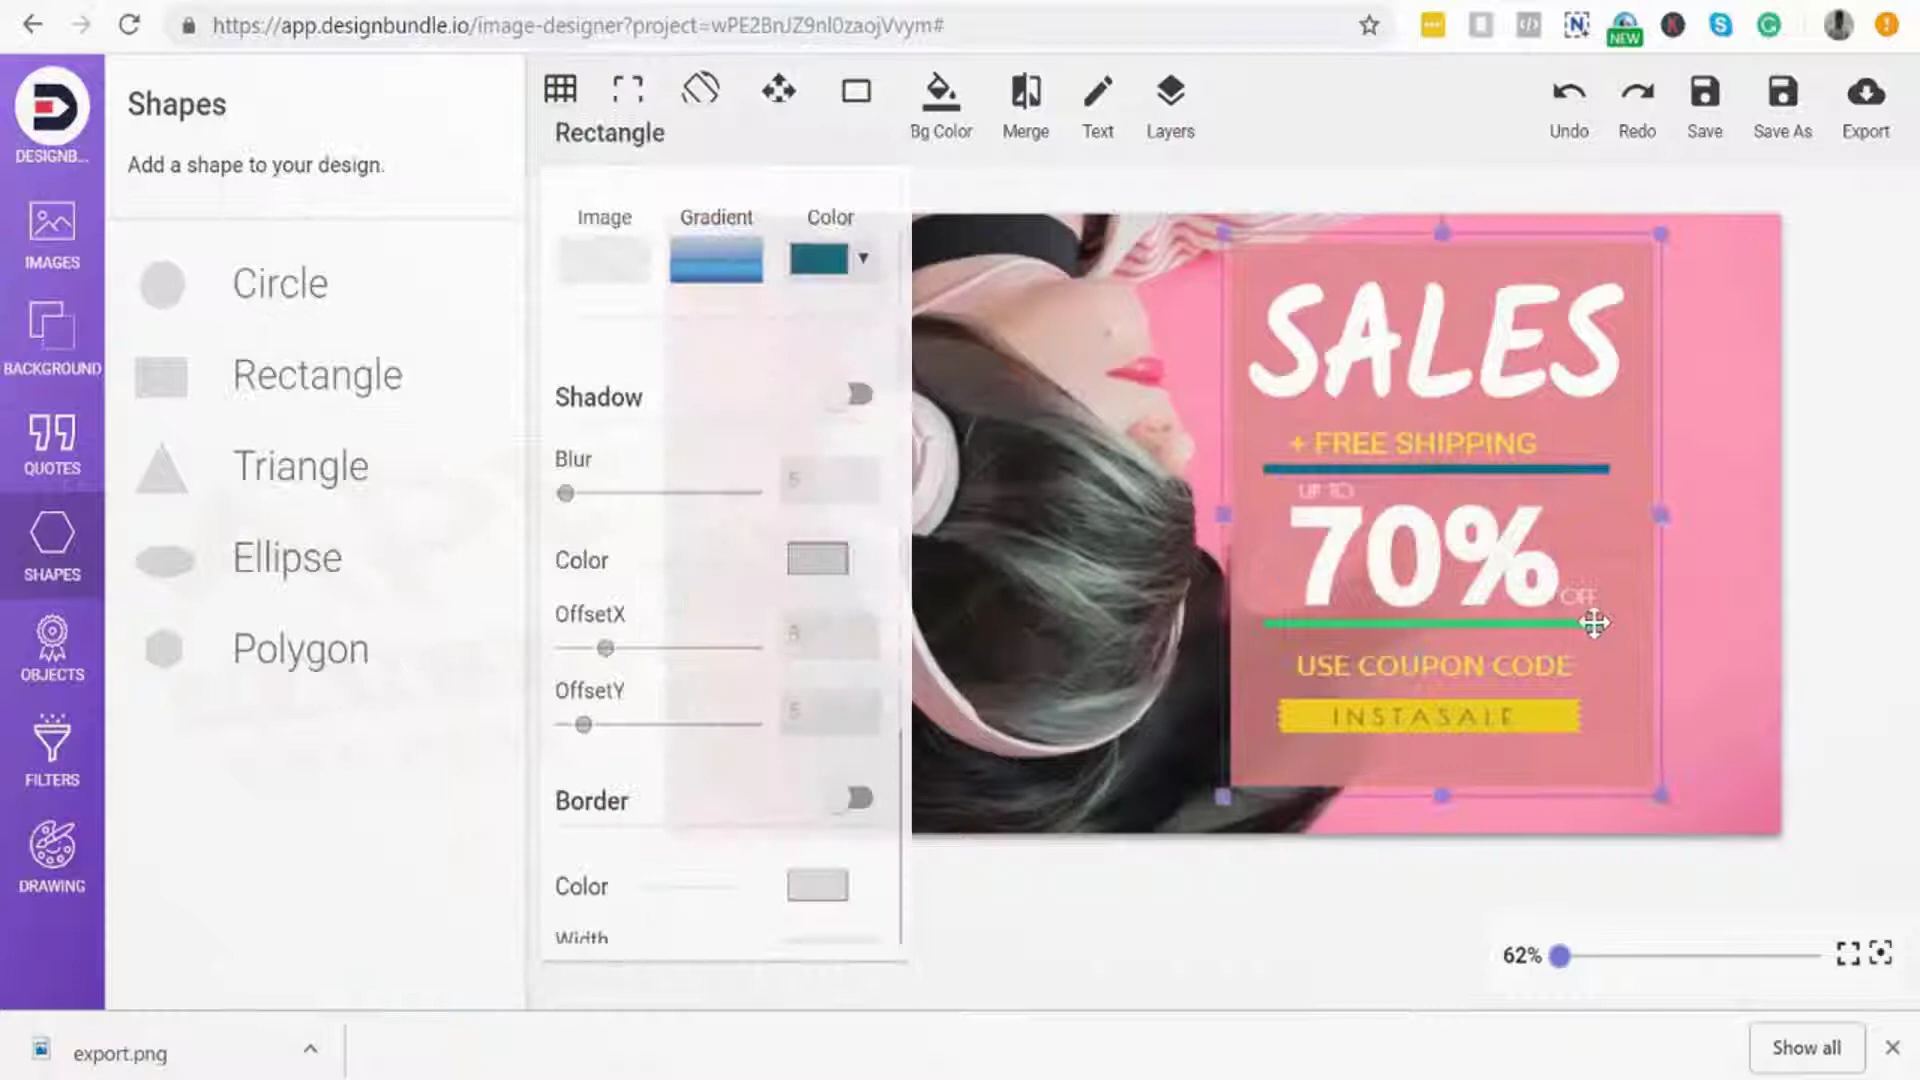 https://app.designbundle.io/image-designer?project=wPE2BnJZ9nI0zaojVvym#
NEW
DESIGNB...
IMAGES
BACKGROUND
QUOTES
SHAPES
OBJECTS
FILTERS
DRAWING
Shapes
Add a shape to your design.
Circle
Rectangle
Triangle
Ellipse
Polygon
Rectangle
Bg Color
Merge
Text
Layers
Undo
Redo
Save
Save As
Export
Image
Gradient
Color
Shadow
Blur
5
Color
OffsetX
OffsetY
5
Border
Color
Width
SALES
+ FREE SHIPPING
UP TO
70%
OFF
USE COUPON CODE
INSTASALE
62%
export.png
Show all